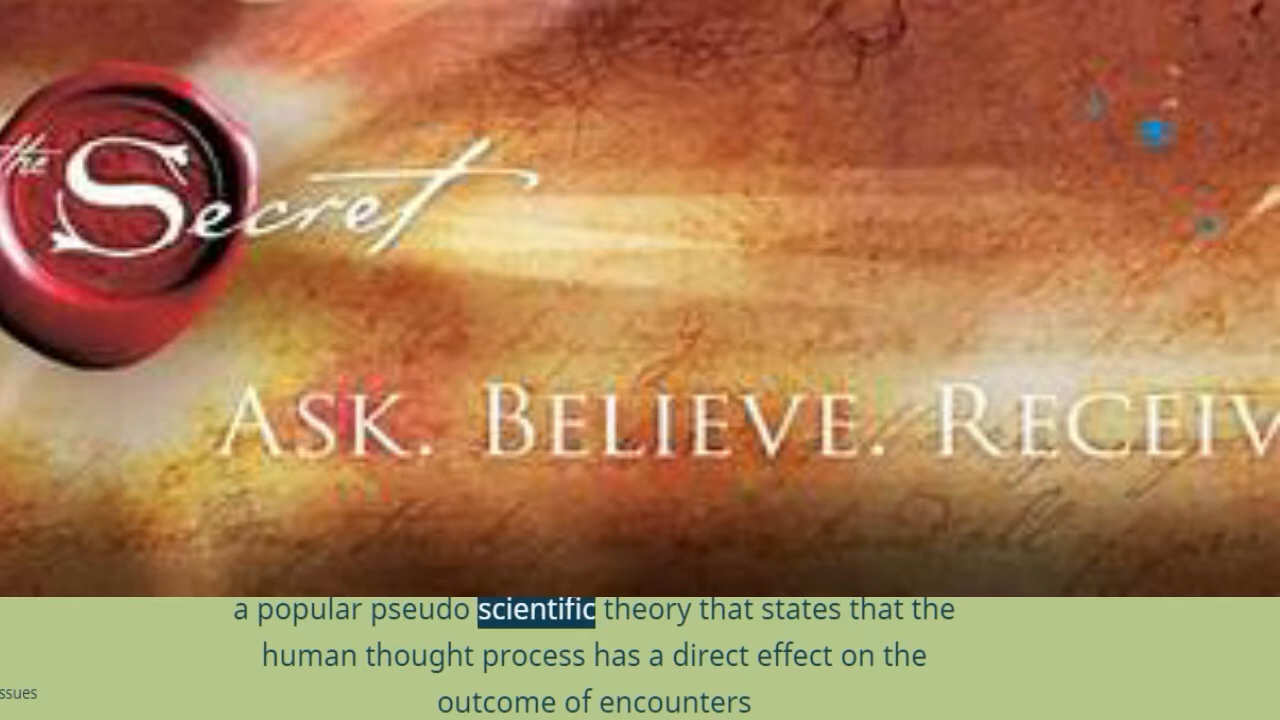 the Secret
ASK. BELIEVE. RECEIV
a popular pseudo scientific theory that states that the
human thought process has a direct effect on the
ssues
outcome of encounters